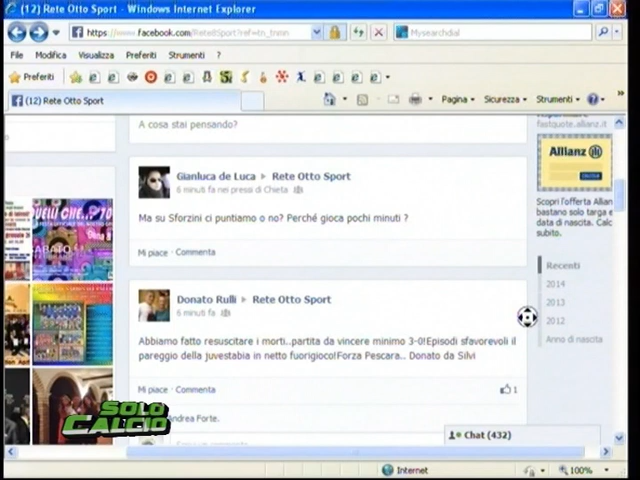 (12) Rete Otto Sport - Windows Internet Explorer
https://www.facebook.com/Rete8Sport?ref=tn_tnmn
Mysearchdial
File Modifica Visualizza Preferiti Strumenti ?
Preferiti
(12) Rete Otto Sport
Pagina Sicurezza Strumenti
A cosa stai pensando?
fastquote.allianz.it
Allianz
Gianluca de Luca ▸ Rete Otto Sport
6 minuti fa nei pressi di Chieta
Ma su Sforzini ci puntiamo o no? Perché gioca pochi minuti ?
Mi piace · Commenta
Scopri l'offerta Allian
bastano solo targa e
data di nascita. Calc
subito.
Recenti
2014
2013
2012
Anno di nascita
Donato Rulli ▸ Rete Otto Sport
6 minuti fa
Abbiamo fatto resuscitare i morti..partita da vincere minimo 3-0!Episodi sfavorevoli il
pareggio della juvestabia in netto fuorigioco!Forza Pescara.. Donato da Silvi
Mi piace · Commenta
1
Andrea Forte.
SOLO
CALCIO
Chat (432)
Internet
100%